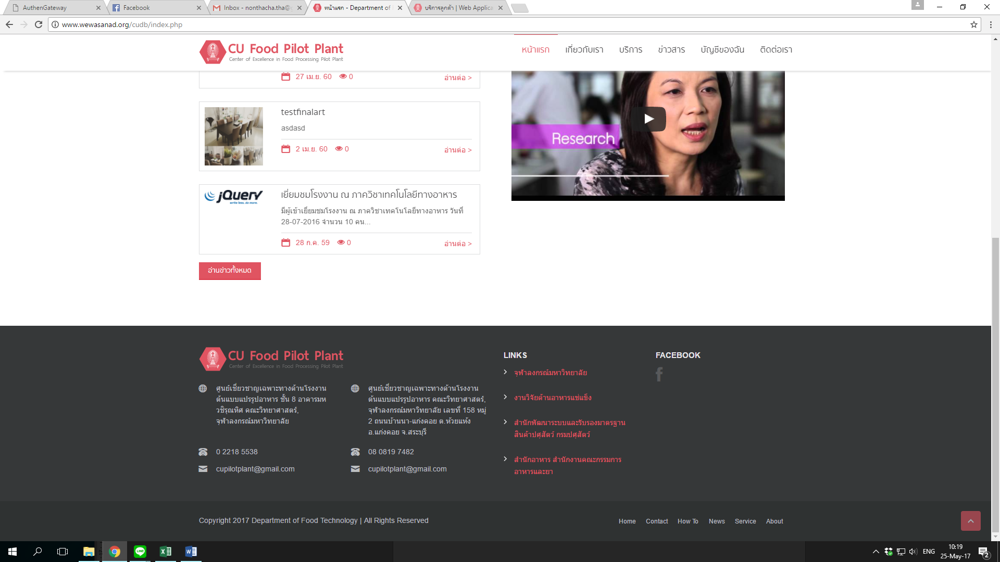 AuthenGateway
Facebook
Inbox - nonthacha.tha@g
หน้าแรก - Department of
บริการลูกค้า | Web Applica
www.wewasanad.org/cudb/index.php
CU Food Pilot Plant
Center of Excellence in Food Processing Pilot Plant
หน้าแรก เกี่ยวกับเรา บริการ ข่าวสาร บัญชีของฉัน ติดต่อเรา
27 เม.ย. 60 0 อ่านต่อ >
testfinalart
asdasd
2 เม.ย. 60 0 อ่านต่อ >
jQuery
write less, do more.
เยี่ยมชมโรงงาน ณ ภาควิชาเทคโนโลยีทางอาหาร
มีผู้เข้าเยี่ยมชมโรงงาน ณ ภาควิชาเทคโนโลยีทางอาหาร วันที่
28-07-2016 จำนวน 10 คน...
28 ก.ค. 59 0 อ่านต่อ >
อ่านข่าวทั้งหมด
Research
CU Food Pilot Plant
Center of Excellence in Food Processing Pilot Plant
ศูนย์เชี่ยวชาญเฉพาะทางด้านโรงงาน
ต้นแบบแปรรูปอาหาร ชั้น 8 อาคารมห
วชิรุณหิศ คณะวิทยาศาสตร์,
จุฬาลงกรณ์มหาวิทยาลัย
0 2218 5538
cupilotplant@gmail.com
ศูนย์เชี่ยวชาญเฉพาะทางด้านโรงงาน
ต้นแบบแปรรูปอาหาร คณะวิทยาศาสตร์,
จุฬาลงกรณ์มหาวิทยาลัย เลขที่ 158 หมู่
2 ถนนบ้านนา-แก่งคอย ต.ห้วยแห้ง
อ.แก่งคอย จ.สระบุรี
08 0819 7482
cupilotplant@gmail.com
LINKS
จุฬาลงกรณ์มหาวิทยาลัย
งานวิจัยด้านอาหารแช่แข็ง
สำนักพัฒนาระบบและรับรองมาตรฐาน
สินค้าปศุสัตว์ กรมปศุสัตว์
สำนักอาหาร สำนักงานคณะกรรมการ
อาหารและยา
FACEBOOK
Copyright 2017 Department of Food Technology | All Rights Reserved
Home Contact How To News Service About
ENG
10:19
25-May-17
2